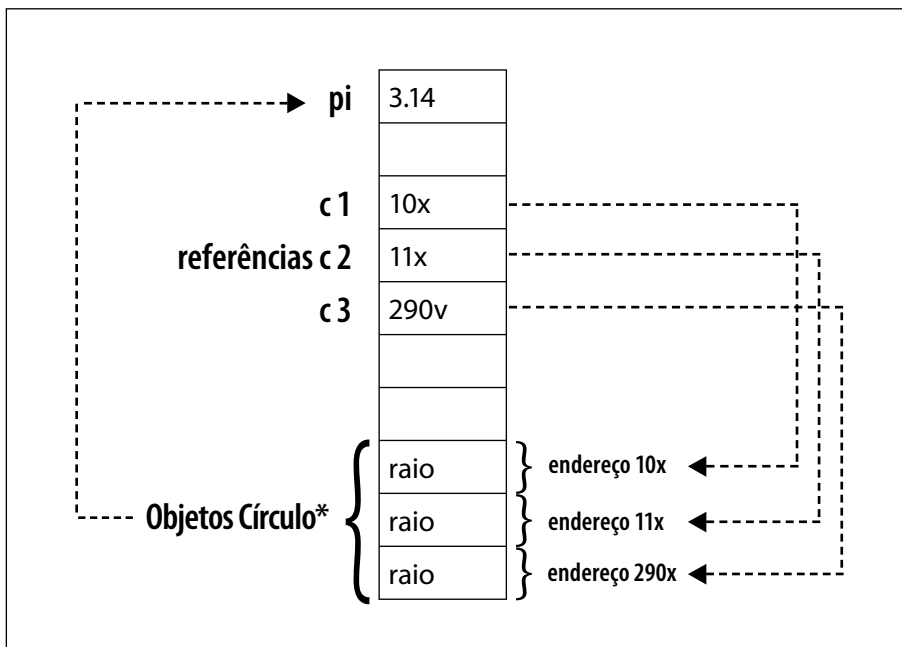 pi 3.14
c 1 10x
referências c 2 11x
c 3 290v
raio endereço 10x
Objetos Círculo* raio endereço 11x
raio endereço 290x